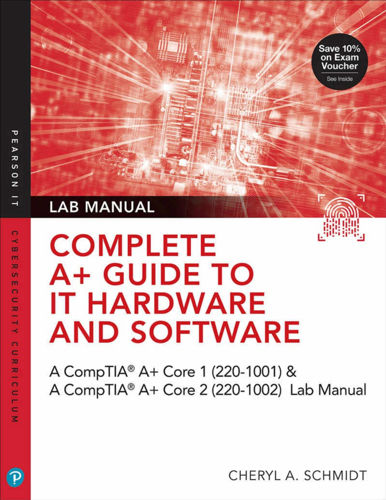 Save 10%
on Exam
Voucher
See Inside
PEARSON IT
CYBERSECURITY CURRICULUM
LAB MANUAL
COMPLETE
A+ GUIDE TO
IT HARDWARE
AND SOFTWARE
A CompTIA® A+ Core 1 (220-1001) &
A CompTIA® A+ Core 2 (220-1002) Lab Manual
P
CHERYL A. SCHMIDT